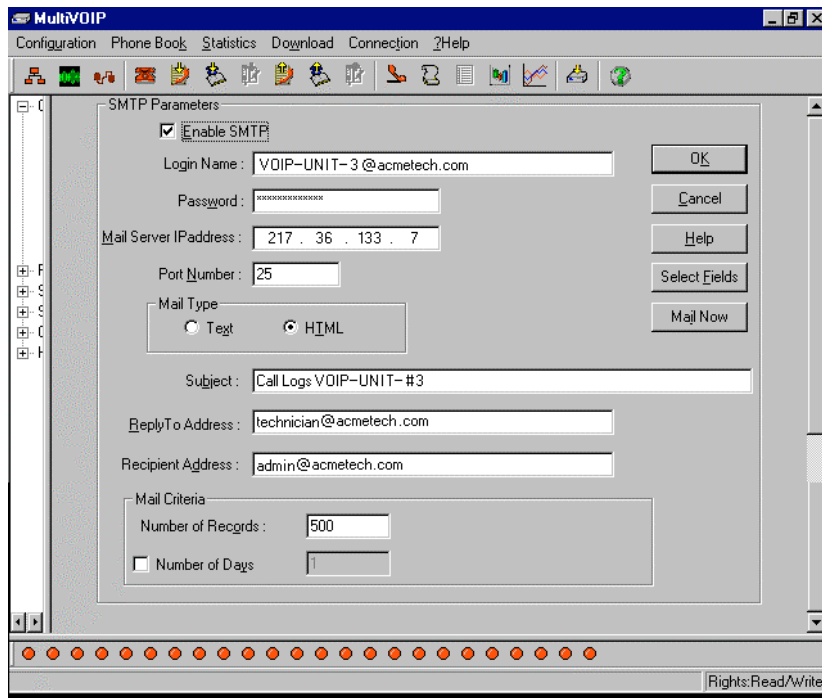 MultiVOIP
Configuration Phone Book Statistics Download Connection ?Help
SMTP Parameters
Enable SMTP
Login Name : VOIP-UNIT-3@acmetech.com
OK
Password : *************
Cancel
Mail Server IPaddress : 217 . 36 . 133 . 7
Help
Port Number : 25
Select Fields
Mail Type
Text HTML
Mail Now
Subject : Call Logs VOIP-UNIT-#3
ReplyTo Address : technician@acmetech.com
Recipient Address : admin@acmetech.com
Mail Criteria
Number of Records : 500
Number of Days 1
Rights:Read/Write